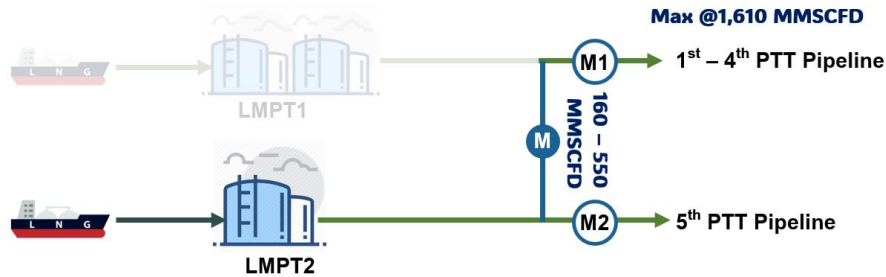 Max @1,610 MMSCFD
LNG
LMPT1
M1
1st – 4th PTT Pipeline
M
160 – 550
MMSCFD
LNG
LMPT2
M2
5th PTT Pipeline